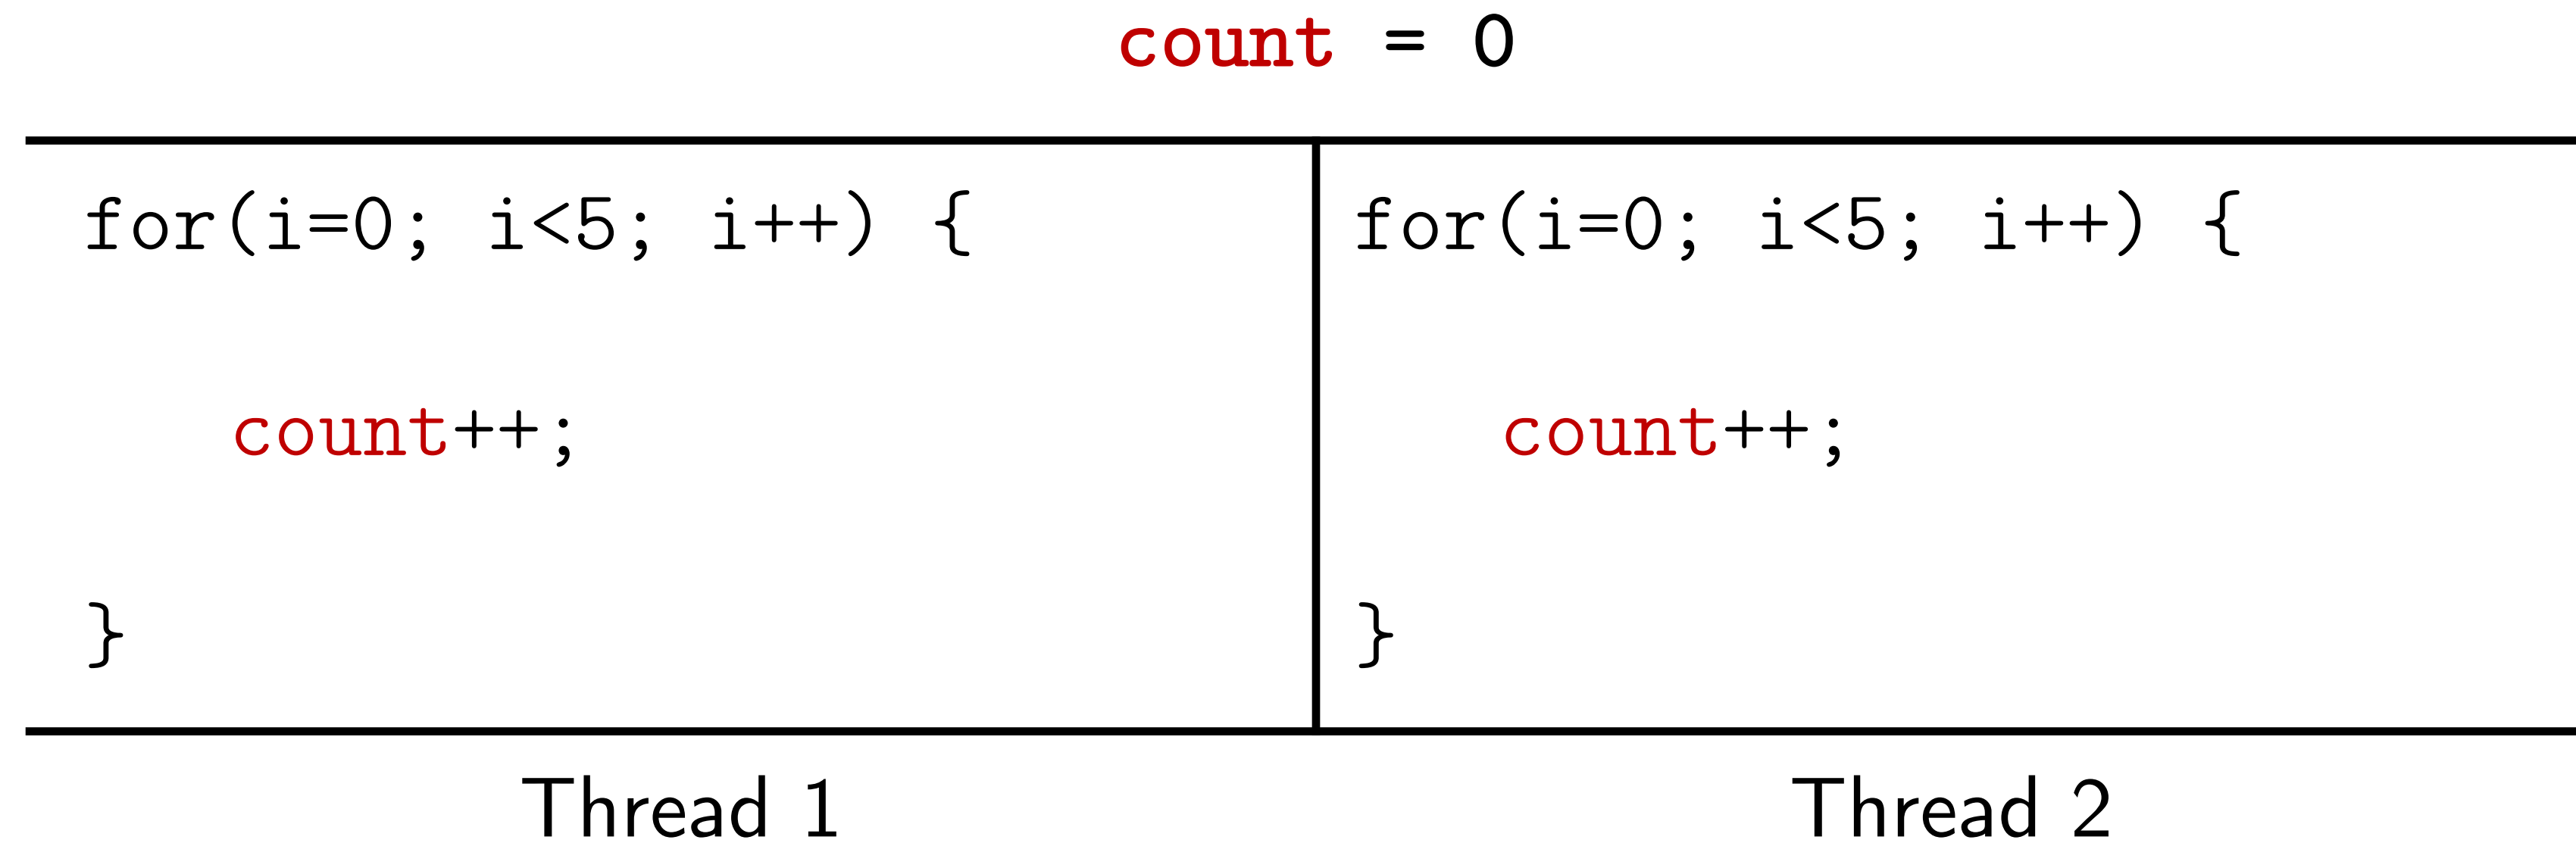 count = 0
for(i=0; i<5; i++) {
count++;
}
Thread 1
for(i=0; i<5; i++) {
count++;
}
Thread 2